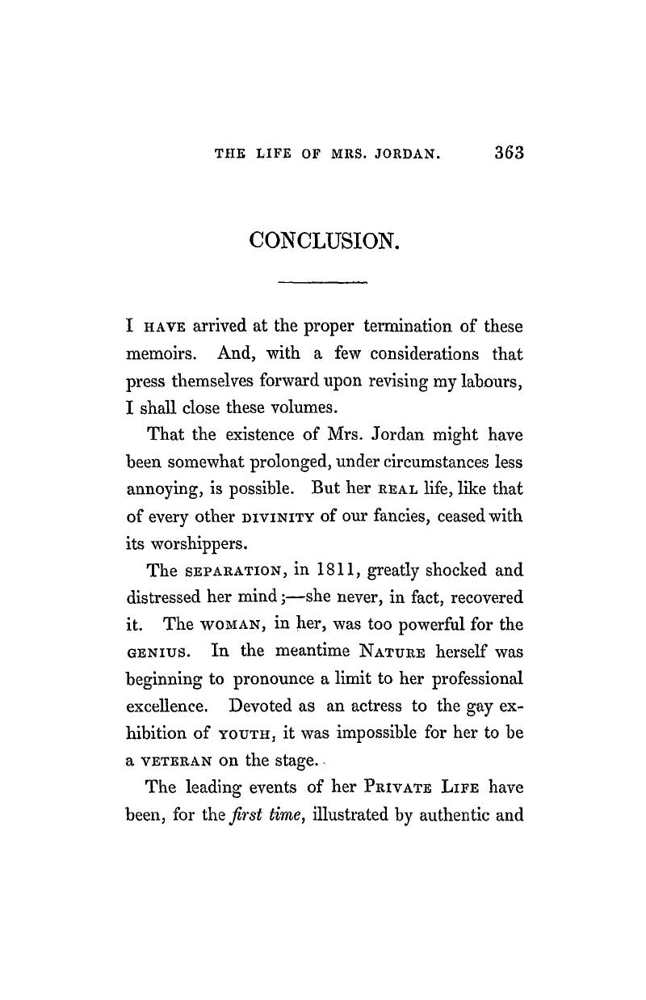 THE LIFE OF MRS. JORDAN. 363
CONCLUSION.
I HAVE arrived at the proper termination of these
memoirs. And, with a few considerations that
press themselves forward upon revising my labours,
I shall close these volumes.
That the existence of Mrs. Jordan might have
been somewhat prolonged, under circumstances less
annoying, is possible. But her REAL life, like that
of every other DIVINITY of our fancies, ceased with
its worshippers.
The SEPARATION, in 1811, greatly shocked and
distressed her mind;—she never, in fact, recovered
it. The WOMAN, in her, was too powerful for the
GENIUS. In the meantime NATURE herself was
beginning to pronounce a limit to her professional
excellence. Devoted as an actress to the gay ex-
hibition of YOUTH, it was impossible for her to be
a VETERAN on the stage.
The leading events of her PRIVATE LIFE have
been, for the first time, illustrated by authentic and